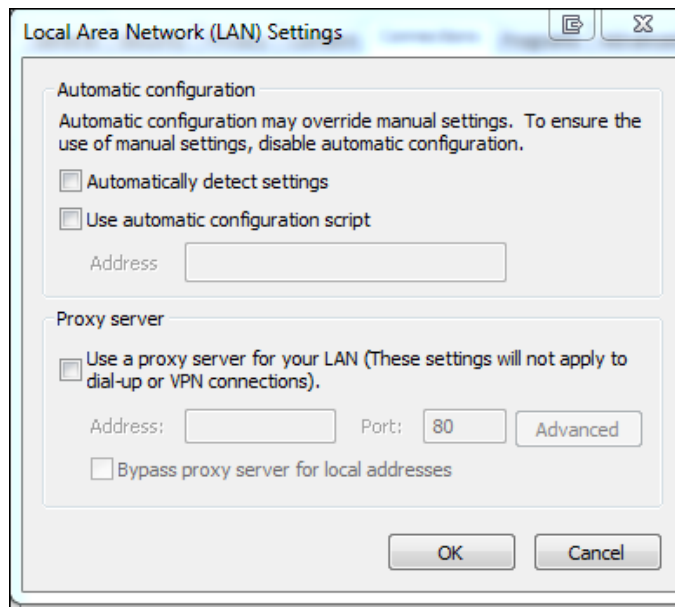 Local Area Network (LAN) Settings
Automatic configuration
Automatic configuration may override manual settings. To ensure the
use of manual settings, disable automatic configuration.
Automatically detect settings
Use automatic configuration script
Address
Proxy server
Use a proxy server for your LAN (These settings will not apply to
dial-up or VPN connections).
Address:
Port:
80
Advanced
Bypass proxy server for local addresses
OK
Cancel